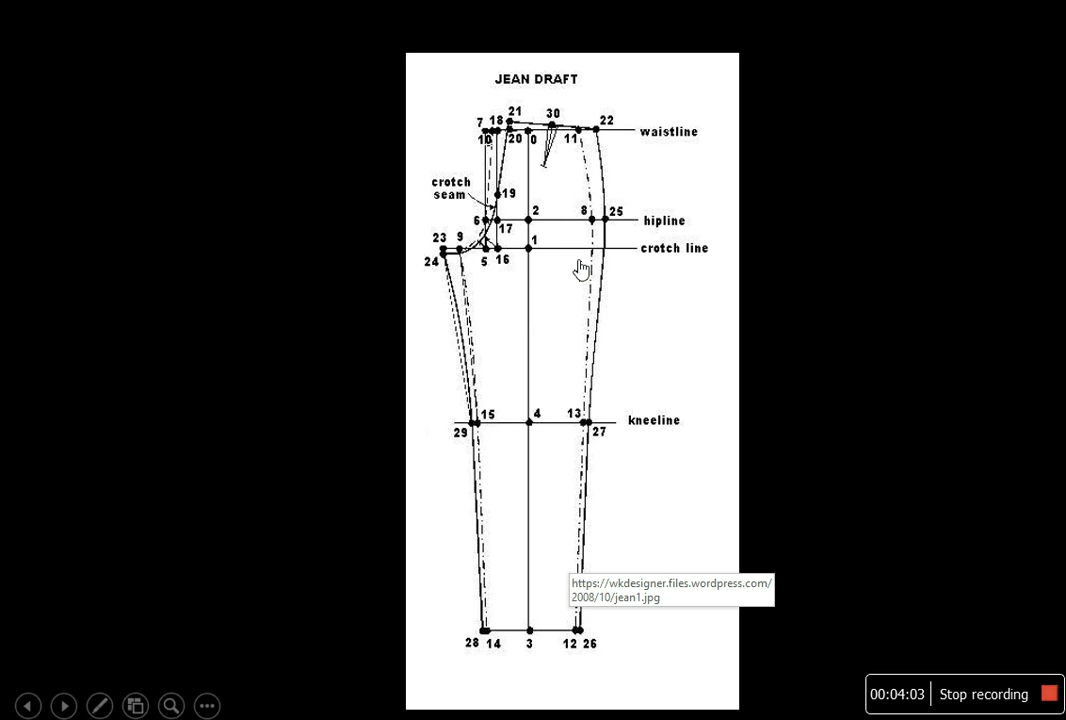 JEAN DRAFT
21 30
7 18 22
10 20 0 11 waistline
crotch
seam 19
6 17 2 8 25 hipline
23 9 1
24 5 16 crotch line
15 4 13 kneeline
29 27
https://wkdesigner.files.wordpress.com/
2008/10/jean1.jpg
28 14 3 12 26
00:04:03 Stop recording